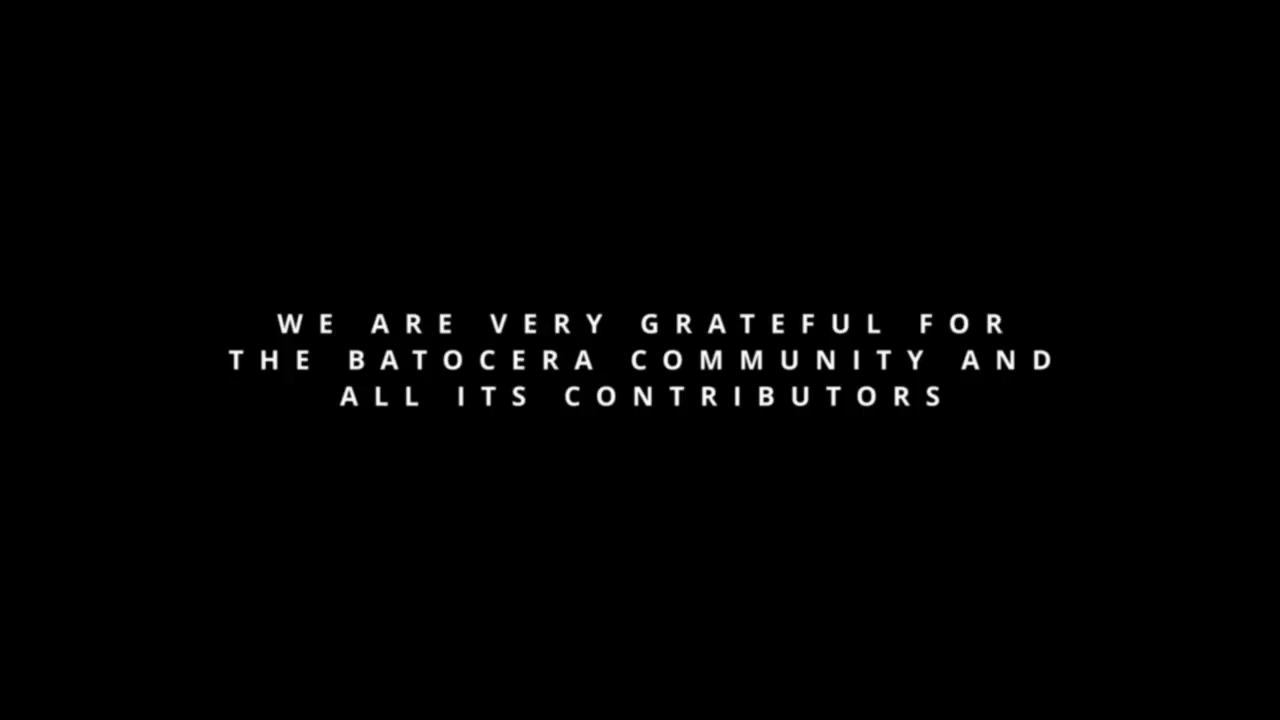 WE ARE VERY GRATEFUL FOR
THE BATOCERA COMMUNITY AND
ALL ITS CONTRIBUTORS